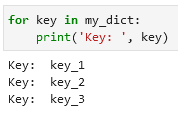 for key in my_dict:
    print('Key: ', key)
Key:  key_1
Key:  key_2
Key:  key_3